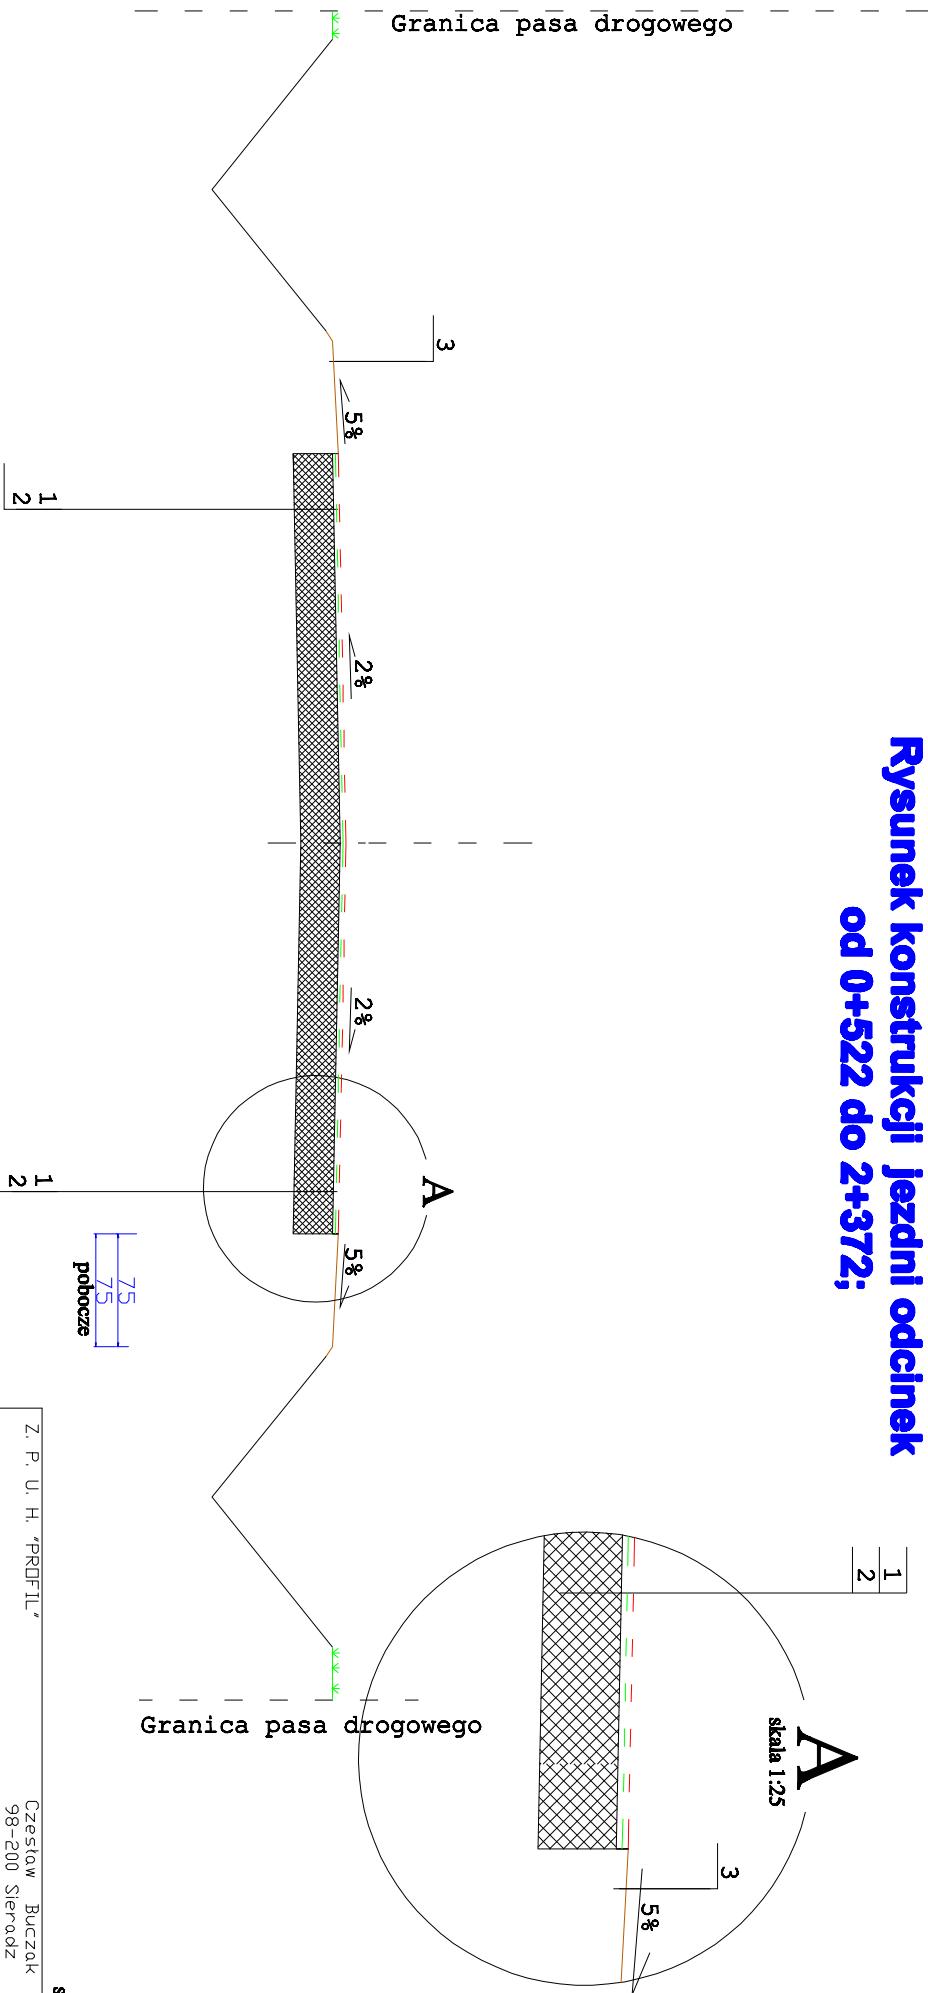 Rysunek konstrukcji jezdni odcinek
od 0+522 do 2+372;
Granica pasa drogowego
3
5%
1
2
2%
2%
A
1
2
5%
75
75
pobocze
Granica pasa drogowego
1
2
A
skala 1:25
3
5%
Z. P. U. H. "PROFIL"
Czesław Buczak
98-200 Sieradz